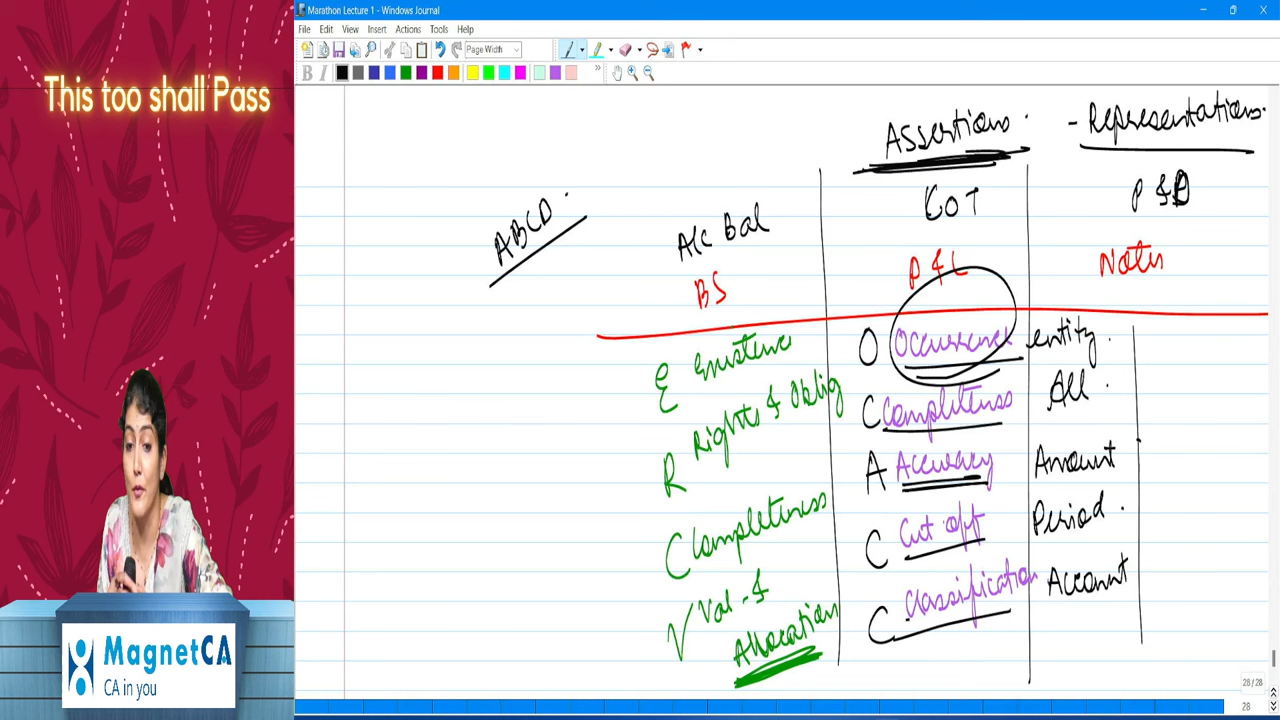 Marathon Lecture 1 - Windows Journal
File Edit View Insert Actions Tools Help
Page Width
B I
This too shall Pass
Assertions. - Representations.
ABCD.
A/c Bal COT P & D
BS P & L Notes
E Existence O Occurrence entity.
R Rights & Oblig C Completeness All.
A Accuracy Amount
C Completeness C Cut-off Period.
V Val. & Allocation C Classification Account
MagnetCA
CA in you
28/28
28